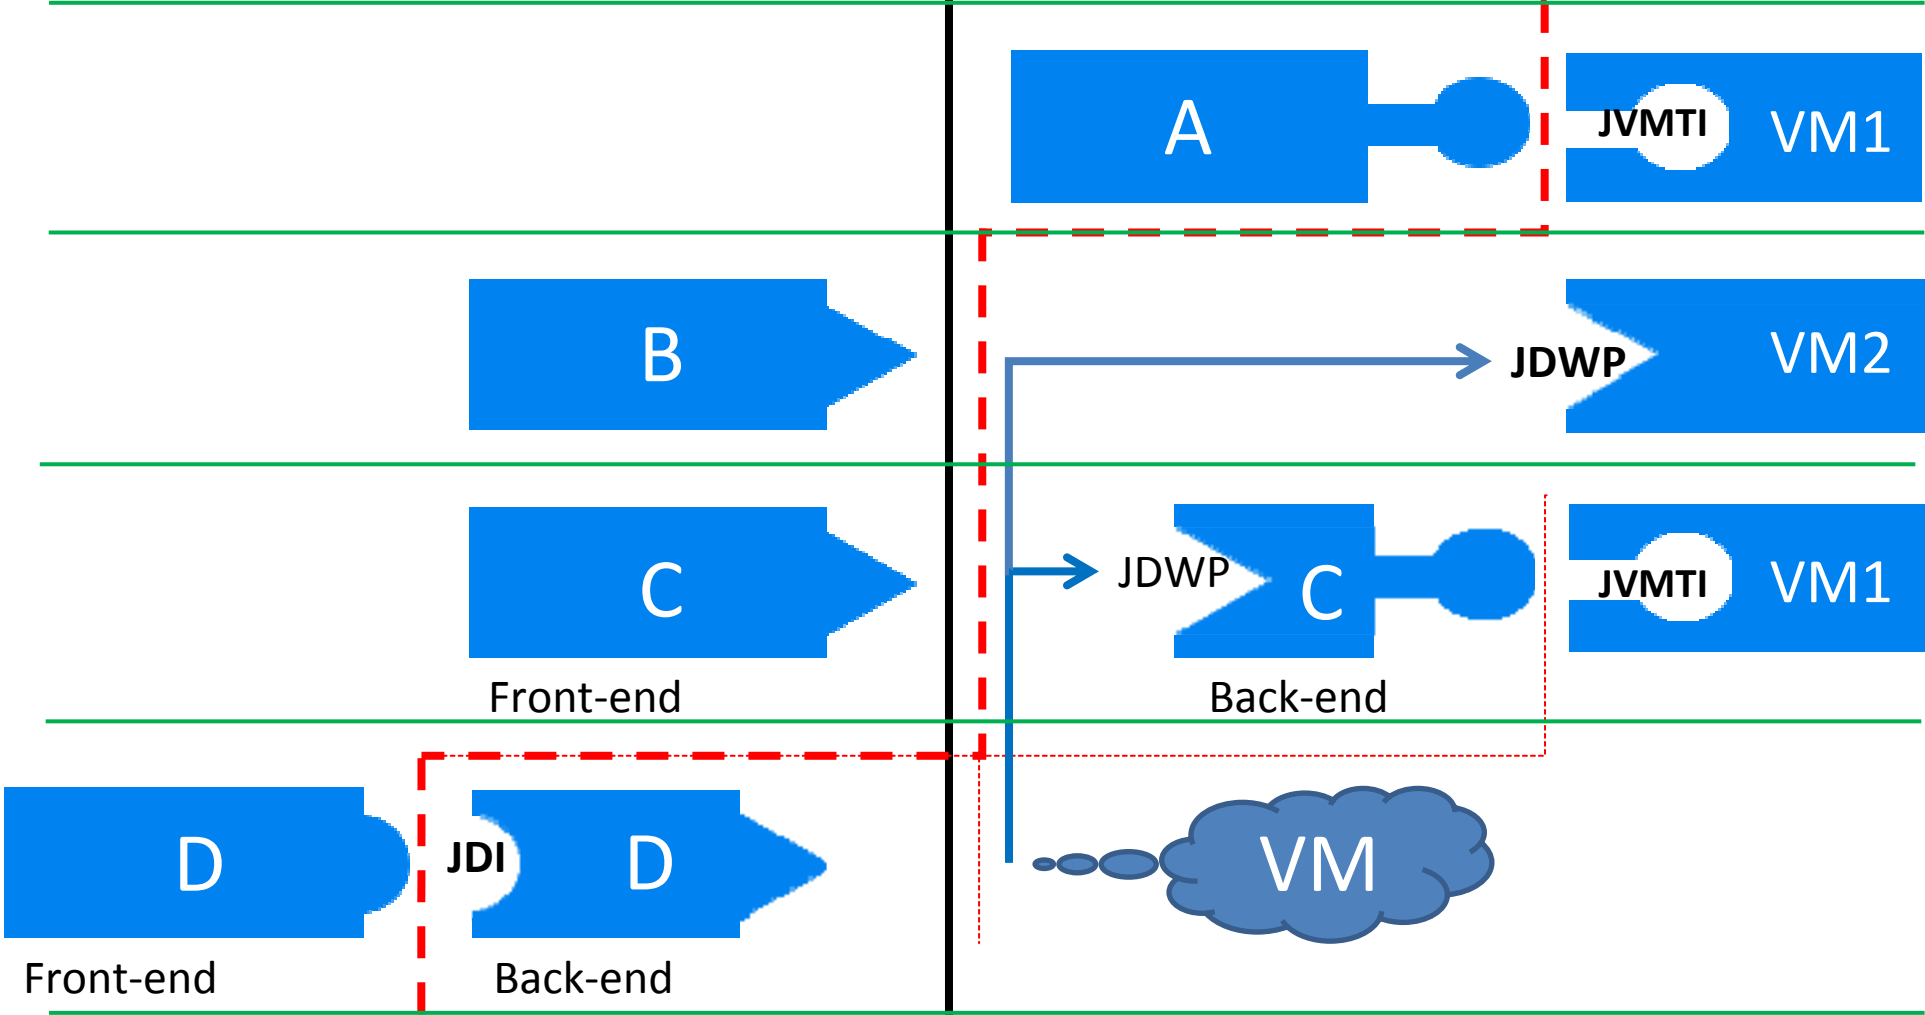 A
JVMTI
VM1
B
JDWP
VM2
C
JDWP
C
JVMTI
VM1
Front-end
Back-end
D
JDI
D
VM
Front-end
Back-end